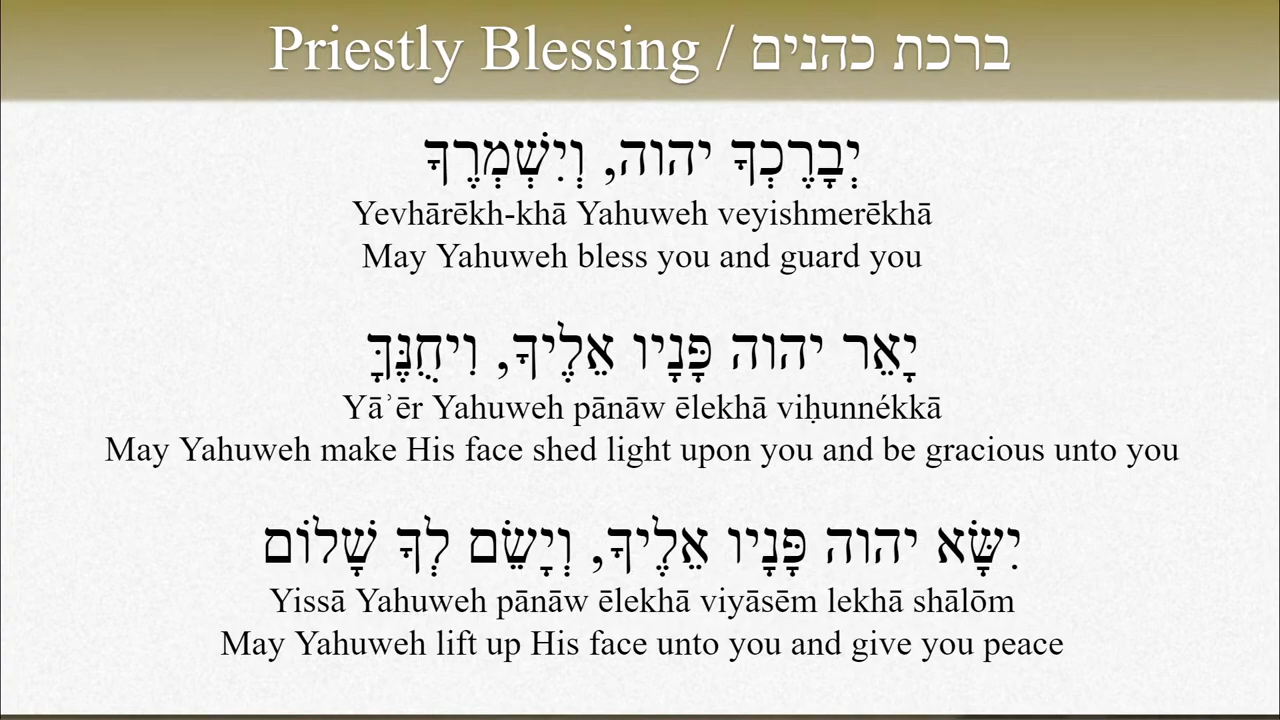 Priestly Blessing / ברכת כהנים
יְבָרֶכְךָ יהוה, וְיִשְׁמְרֶךָ
Yevhārēkh-khā Yahuweh veyishmerēkhā
May Yahuweh bless you and guard you
יָאֵר יהוה פָּנָיו אֵלֶיךָ, וִיחֻנֶּךָּ
Yāʾēr Yahuweh pānāw ēlekhā viḥunnékkā
May Yahuweh make His face shed light upon you and be gracious unto you
יִשָּׂא יהוה פָּנָיו אֵלֶיךָ, וְיָשֵׂם לְךָ שָׁלוֹם
Yissā Yahuweh pānāw ēlekhā viyāsēm lekhā shālōm
May Yahuweh lift up His face unto you and give you peace